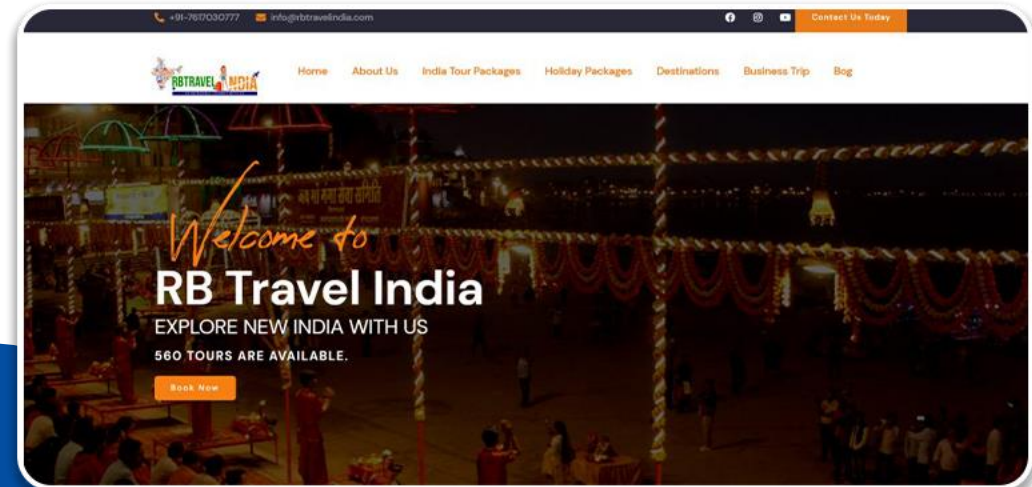 +91-7617030777 info@rbtravelindia.com Contact Us Today
RBTRAVEL INDIA
Home About Us India Tour Packages Holiday Packages Destinations Business Trip Bog
जय माँ गंगा सेवा समिति
Welcome to
RB Travel India
EXPLORE NEW INDIA WITH US
560 TOURS ARE AVAILABLE.
Book Now